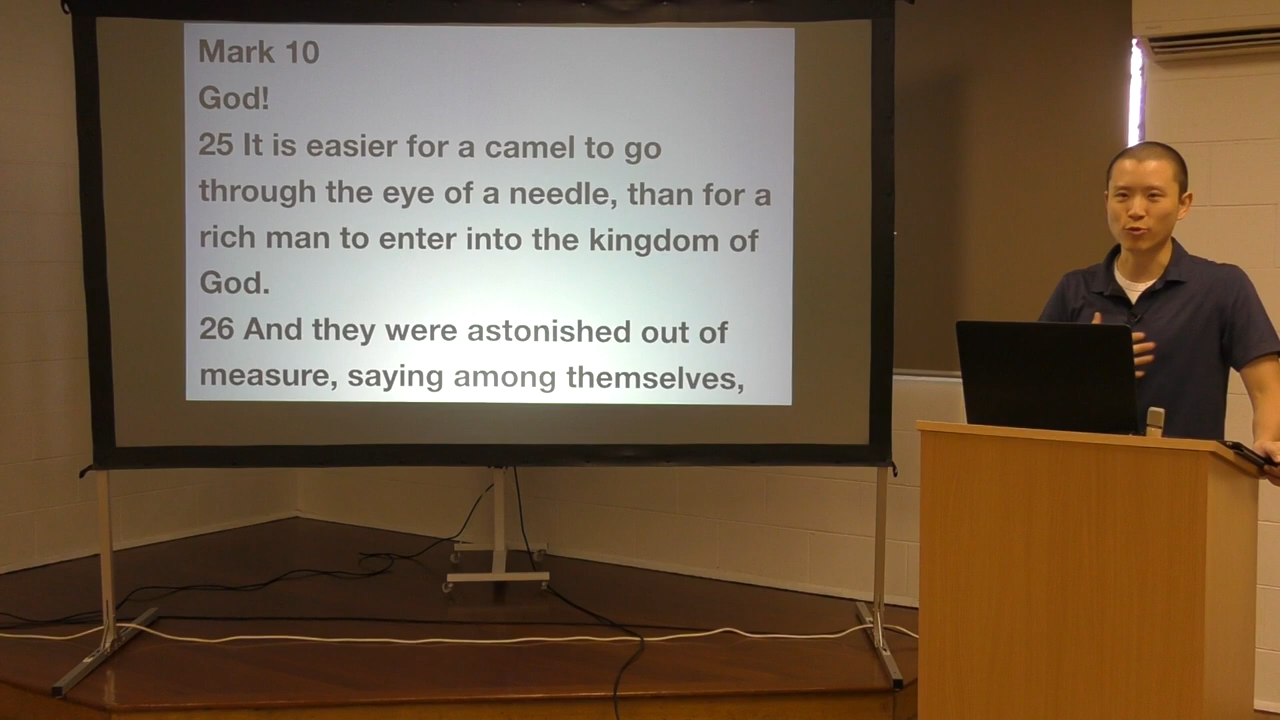 Mark 10
God!
25 It is easier for a camel to go
through the eye of a needle, than for a
rich man to enter into the kingdom of
God.
26 And they were astonished out of
measure, saying among themselves,